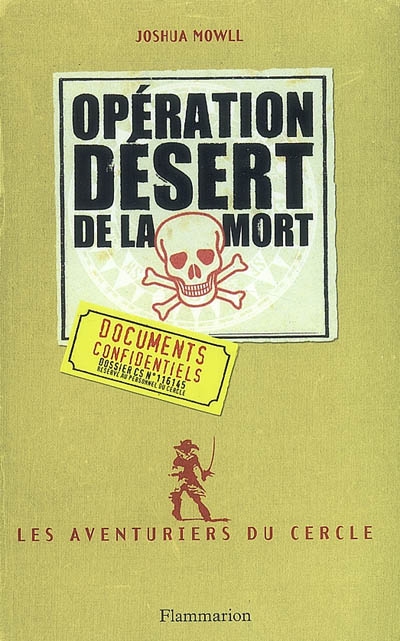 JOSHUA MOWLL
OPÉRATION
DÉSERT
DE LA MORT
DOCUMENTS
CONFIDENTIELS
DOSSIER CS N° 116145
RÉSERVÉ AU PERSONNEL DU CERCLE
LES AVENTURIERS DU CERCLE
Flammarion